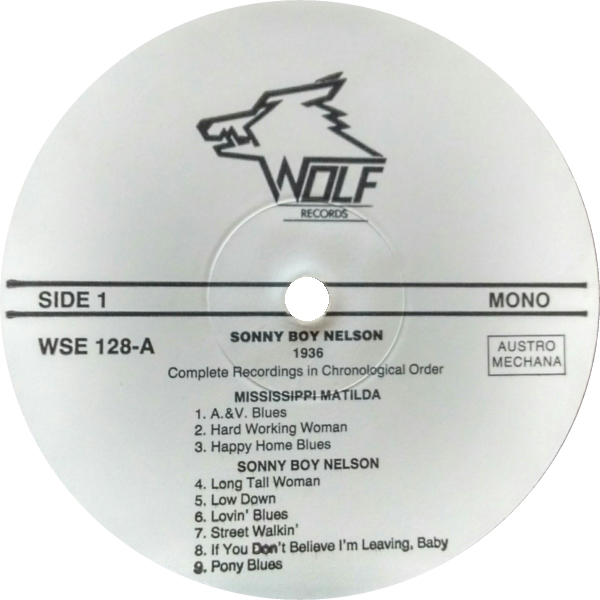 WOLF
RECORDS
SIDE 1
MONO
WSE 128-A
AUSTRO
MECHANA
SONNY BOY NELSON
1936
Complete Recordings in Chronological Order
MISSISSIPPI MATILDA
1. A.&V. Blues
2. Hard Working Woman
3. Happy Home Blues
SONNY BOY NELSON
4. Long Tall Woman
5. Low Down
6. Lovin' Blues
7. Street Walkin'
8. If You Don't Believe I'm Leaving, Baby
9. Pony Blues